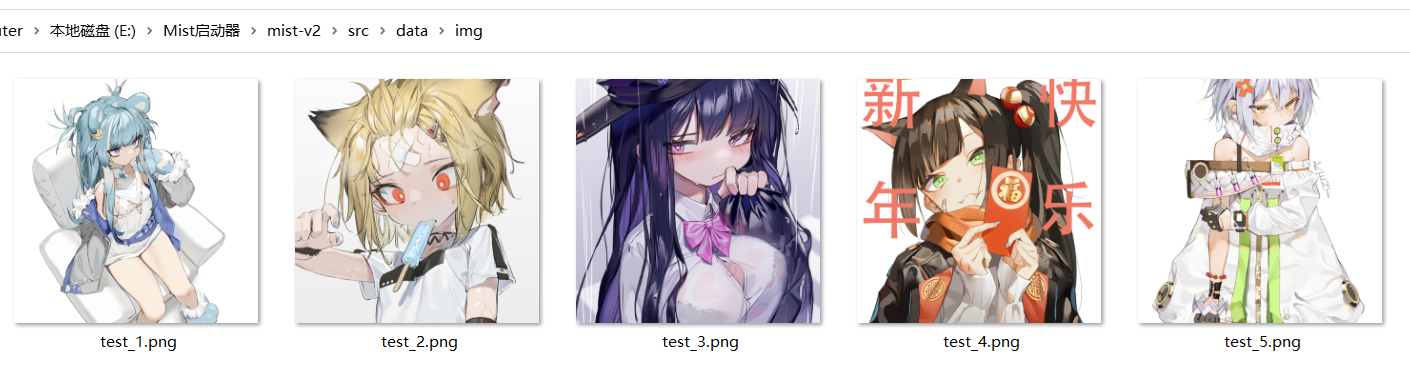 uter > 本地磁盘 (E:) > Mist启动器 > mist-v2 > src > data > img
新 快
年 乐
福
test_1.png test_2.png test_3.png test_4.png test_5.png